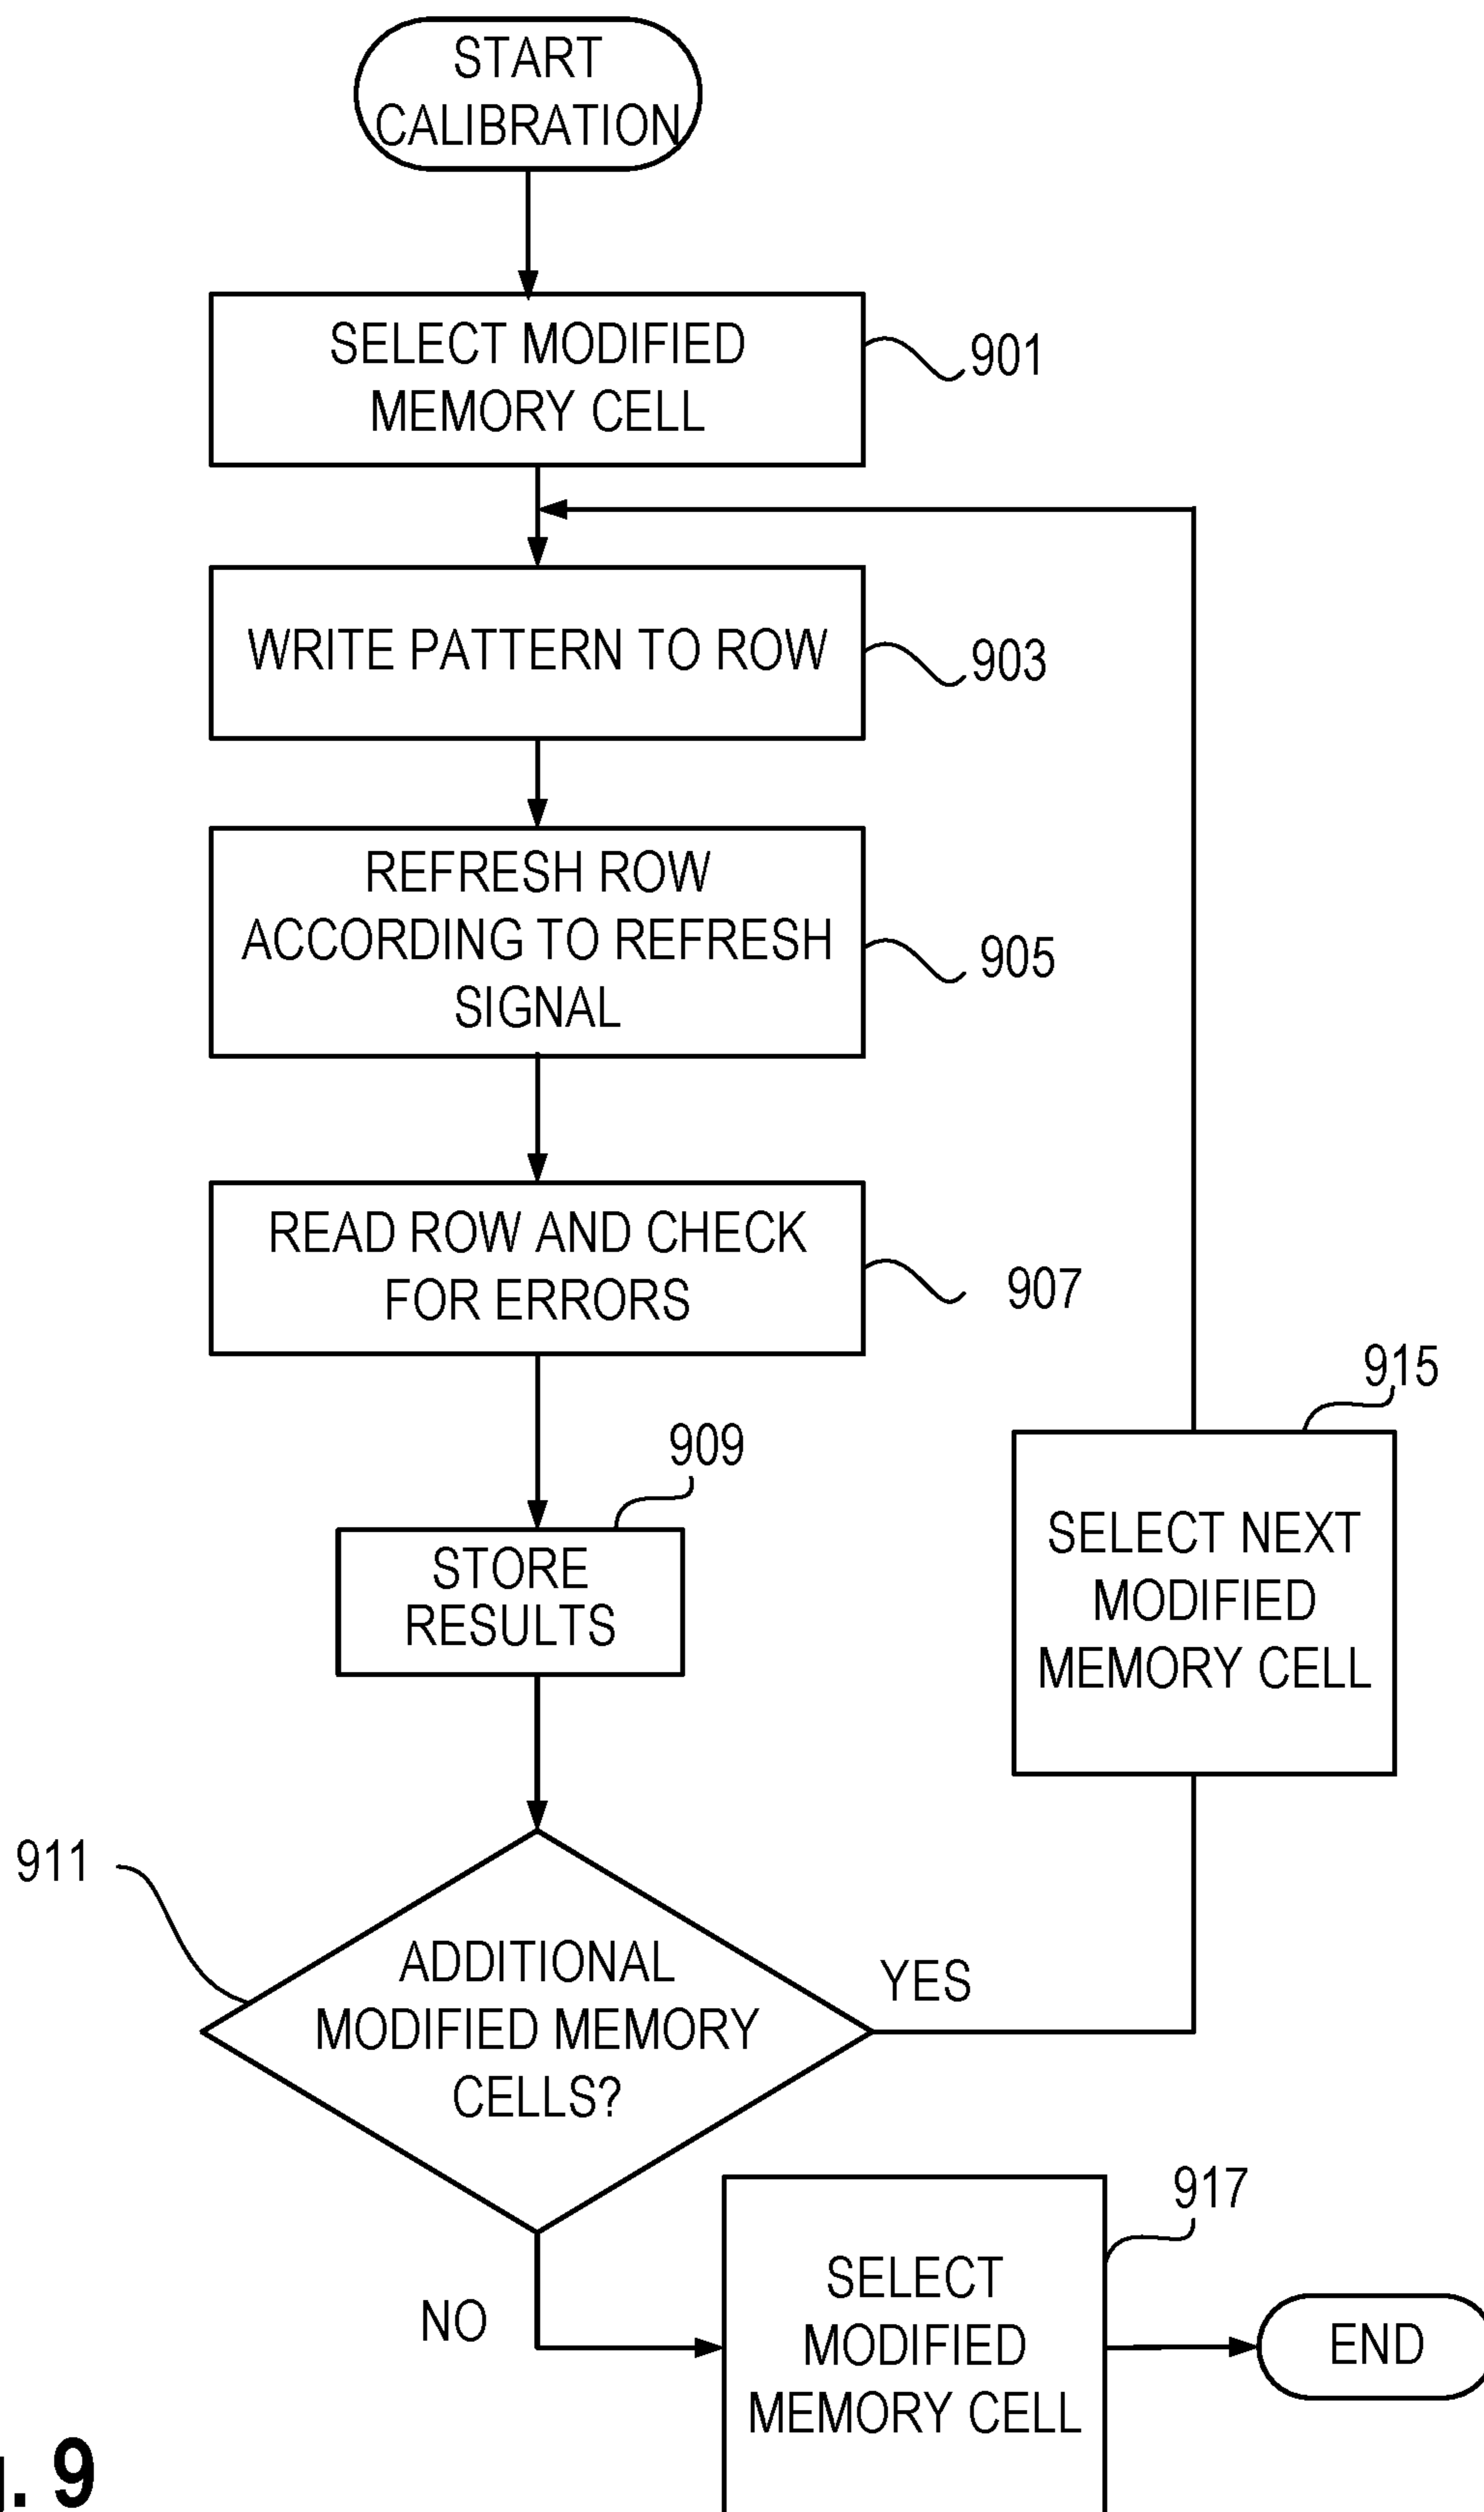 START
CALIBRATION
SELECT MODIFIED
MEMORY CELL
901
WRITE PATTERN TO ROW
903
REFRESH ROW
ACCORDING TO REFRESH
SIGNAL
905
READ ROW AND CHECK
FOR ERRORS
907
909
STORE
RESULTS
915
SELECT NEXT
MODIFIED
MEMORY CELL
911
ADDITIONAL
MODIFIED MEMORY
CELLS?
YES
NO
917
SELECT
MODIFIED
MEMORY CELL
END
. 9